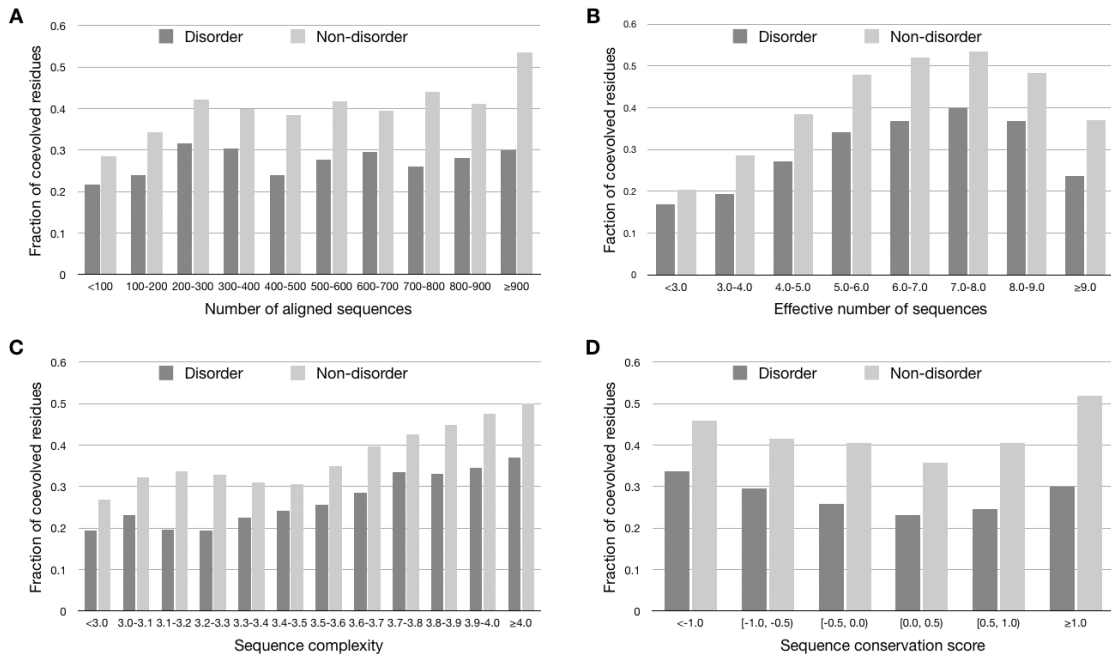 A
Disorder Non-disorder
Fraction of coevolved residues
0.6
0.5
0.4
0.3
0.2
0.1
0
<100 100-200 200-300 300-400 400-500 500-600 600-700 700-800 800-900 ≥900
Number of aligned sequences
B
Disorder Non-disorder
Faction of coevolved residues
0.6
0.5
0.4
0.3
0.2
0.1
0
<3.0 3.0-4.0 4.0-5.0 5.0-6.0 6.0-7.0 7.0-8.0 8.0-9.0 ≥9.0
Effective number of sequences
C
Disorder Non-disorder
Fraction of coevolved residues
0.6
0.5
0.4
0.3
0.2
0.1
0
<3.0 3.0-3.1 3.1-3.2 3.2-3.3 3.3-3.4 3.4-3.5 3.5-3.6 3.6-3.7 3.7-3.8 3.8-3.9 3.9-4.0 ≥4.0
Sequence complexity
D
Disorder Non-disorder
Fraction of coevolved residues
0.6
0.5
0.4
0.3
0.2
0.1
0
<-1.0 [-1.0, -0.5) [-0.5, 0.0) [0.0, 0.5) [0.5, 1.0) ≥1.0
Sequence conservation score